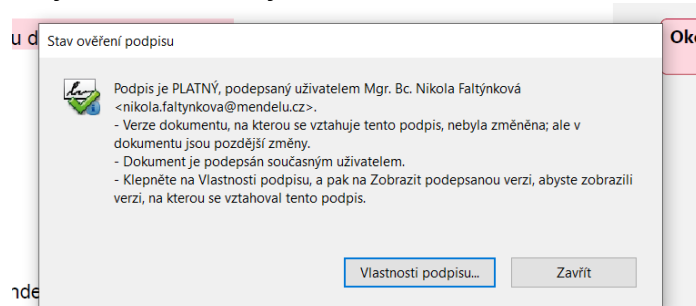 u d
Stav ověření podpisu
Oke
Podpis je PLATNÝ, podepsaný uživatelem Mgr. Bc. Nikola Faltýnková
<nikola.faltynkova@mendelu.cz>.
- Verze dokumentu, na kterou se vztahuje tento podpis, nebyla změněna; ale v
dokumentu jsou pozdější změny.
- Dokument je podepsán současným uživatelem.
- Klepněte na Vlastnosti podpisu, a pak na Zobrazit podepsanou verzi, abyste zobrazili
verzi, na kterou se vztahoval tento podpis.
Vlastnosti podpisu...
Zavřít
nde